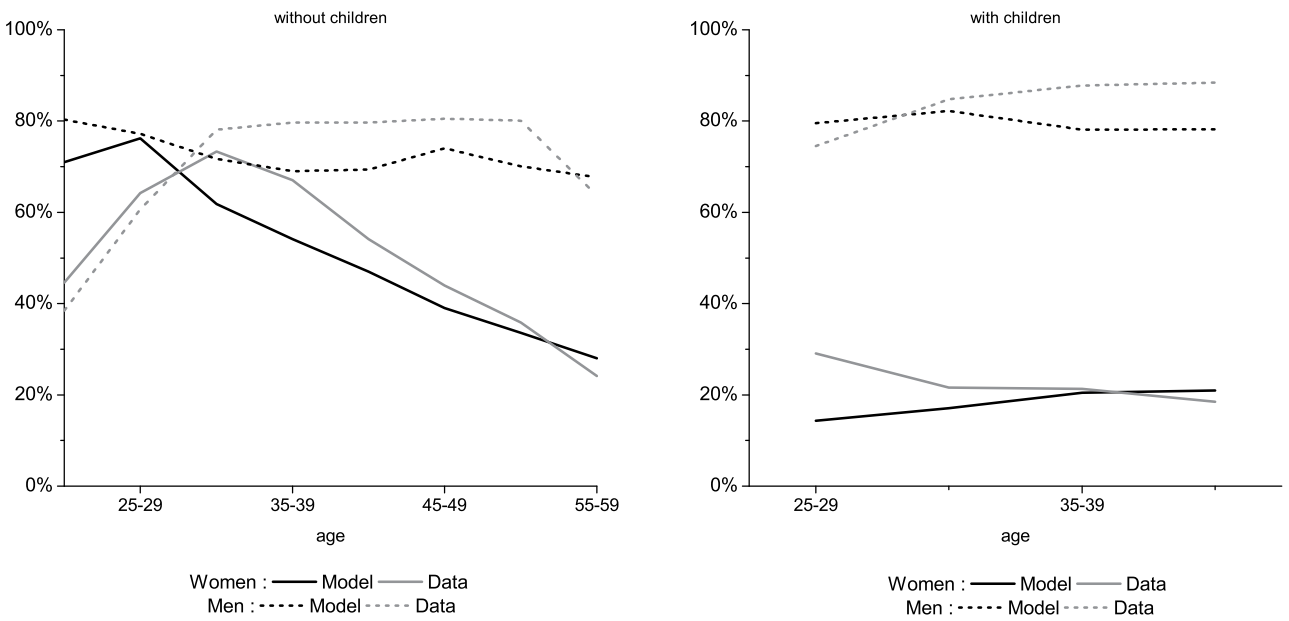 without children
100%
80%
60%
40%
20%
0%
25-29 35-39 45-49 55-59
age
Women : Model Data
Men : Model Data
with children
100%
80%
60%
40%
20%
0%
25-29 35-39
age
Women : Model Data
Men : Model Data